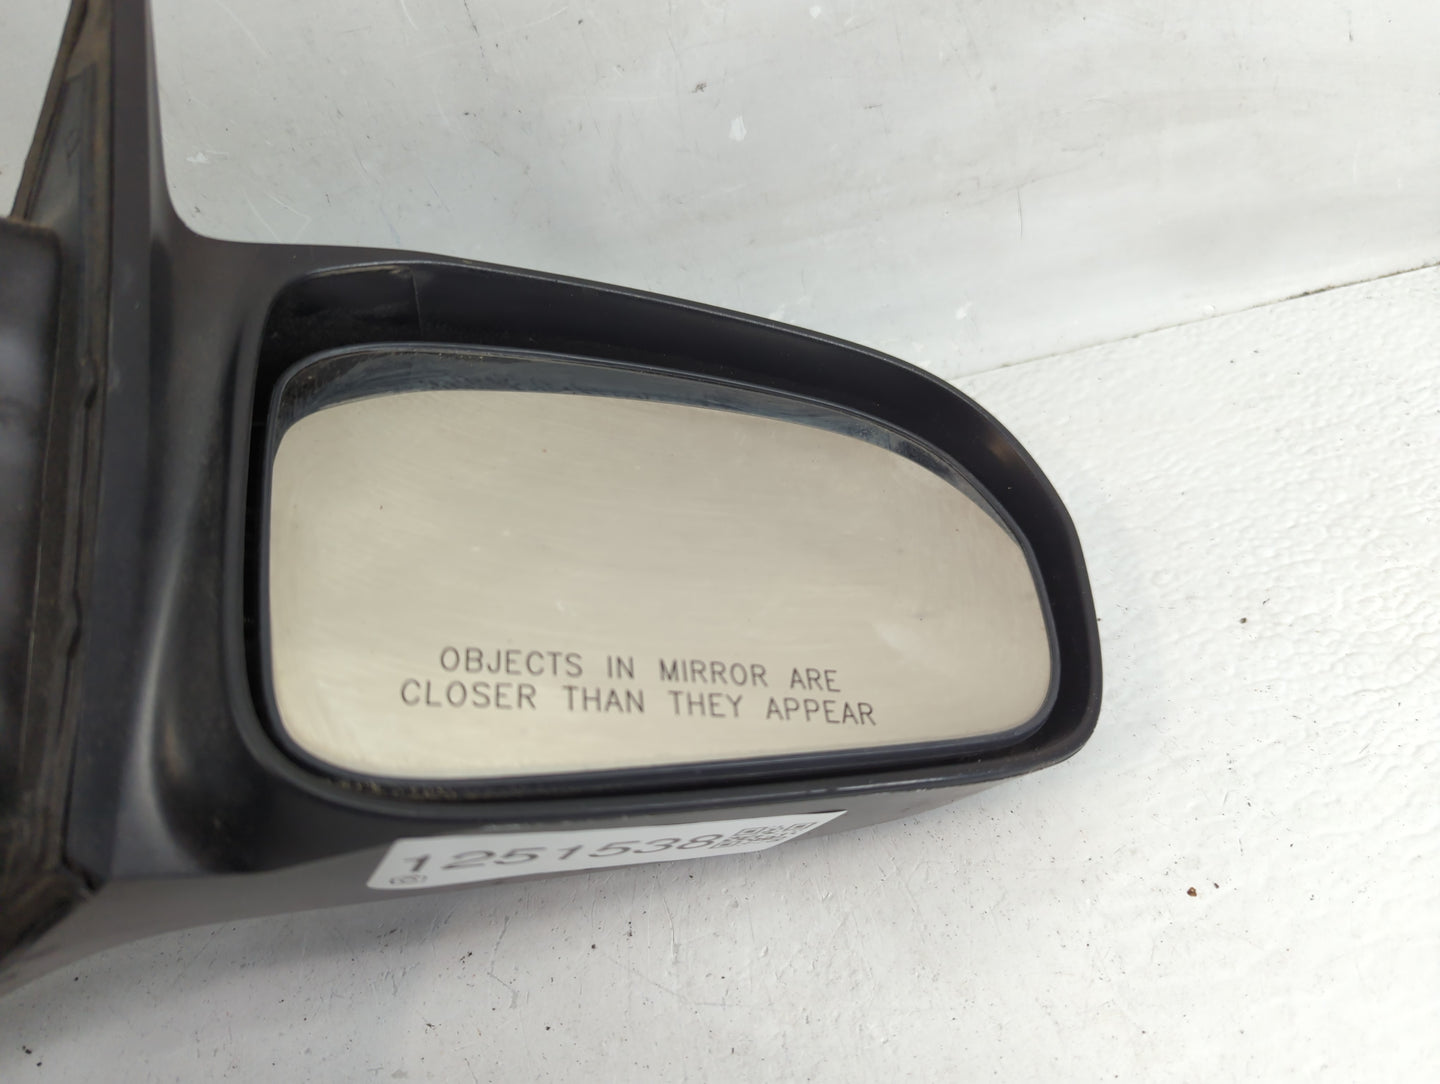 OBJECTS IN MIRROR ARE
CLOSER THAN THEY APPEAR
1251538